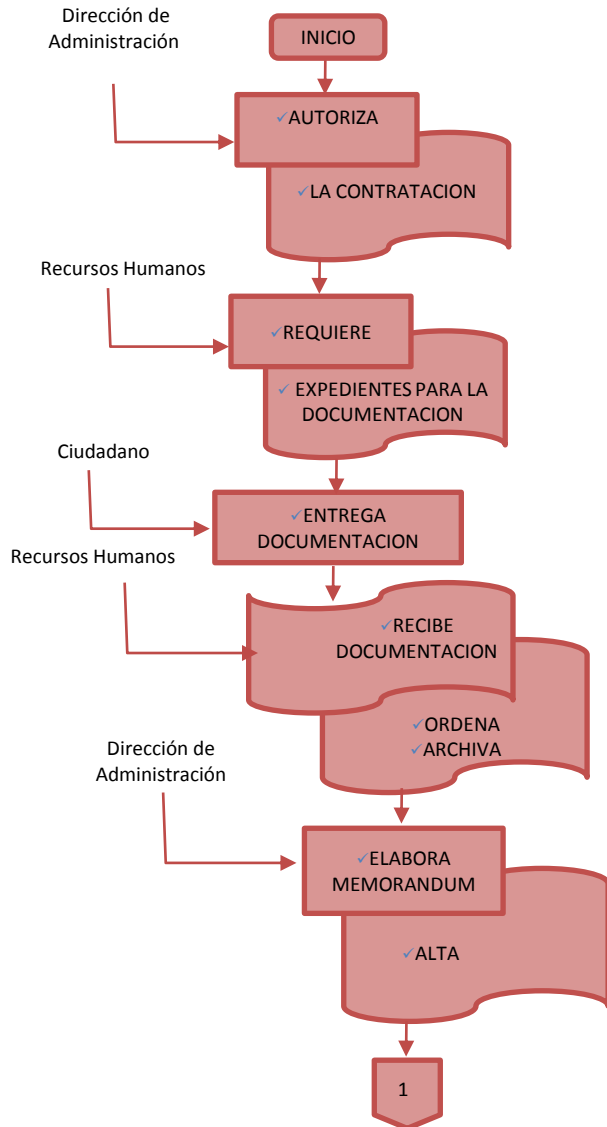 Dirección de
Administración
INICIO
✓AUTORIZA
✓LA CONTRATACION
Recursos Humanos
✓REQUIERE
✓ EXPEDIENTES PARA LA
DOCUMENTACION
Ciudadano
✓ENTREGA
DOCUMENTACION
Recursos Humanos
✓RECIBE
DOCUMENTACION
✓ORDENA
✓ARCHIVA
Dirección de
Administración
✓ELABORA
MEMORANDUM
✓ALTA
1